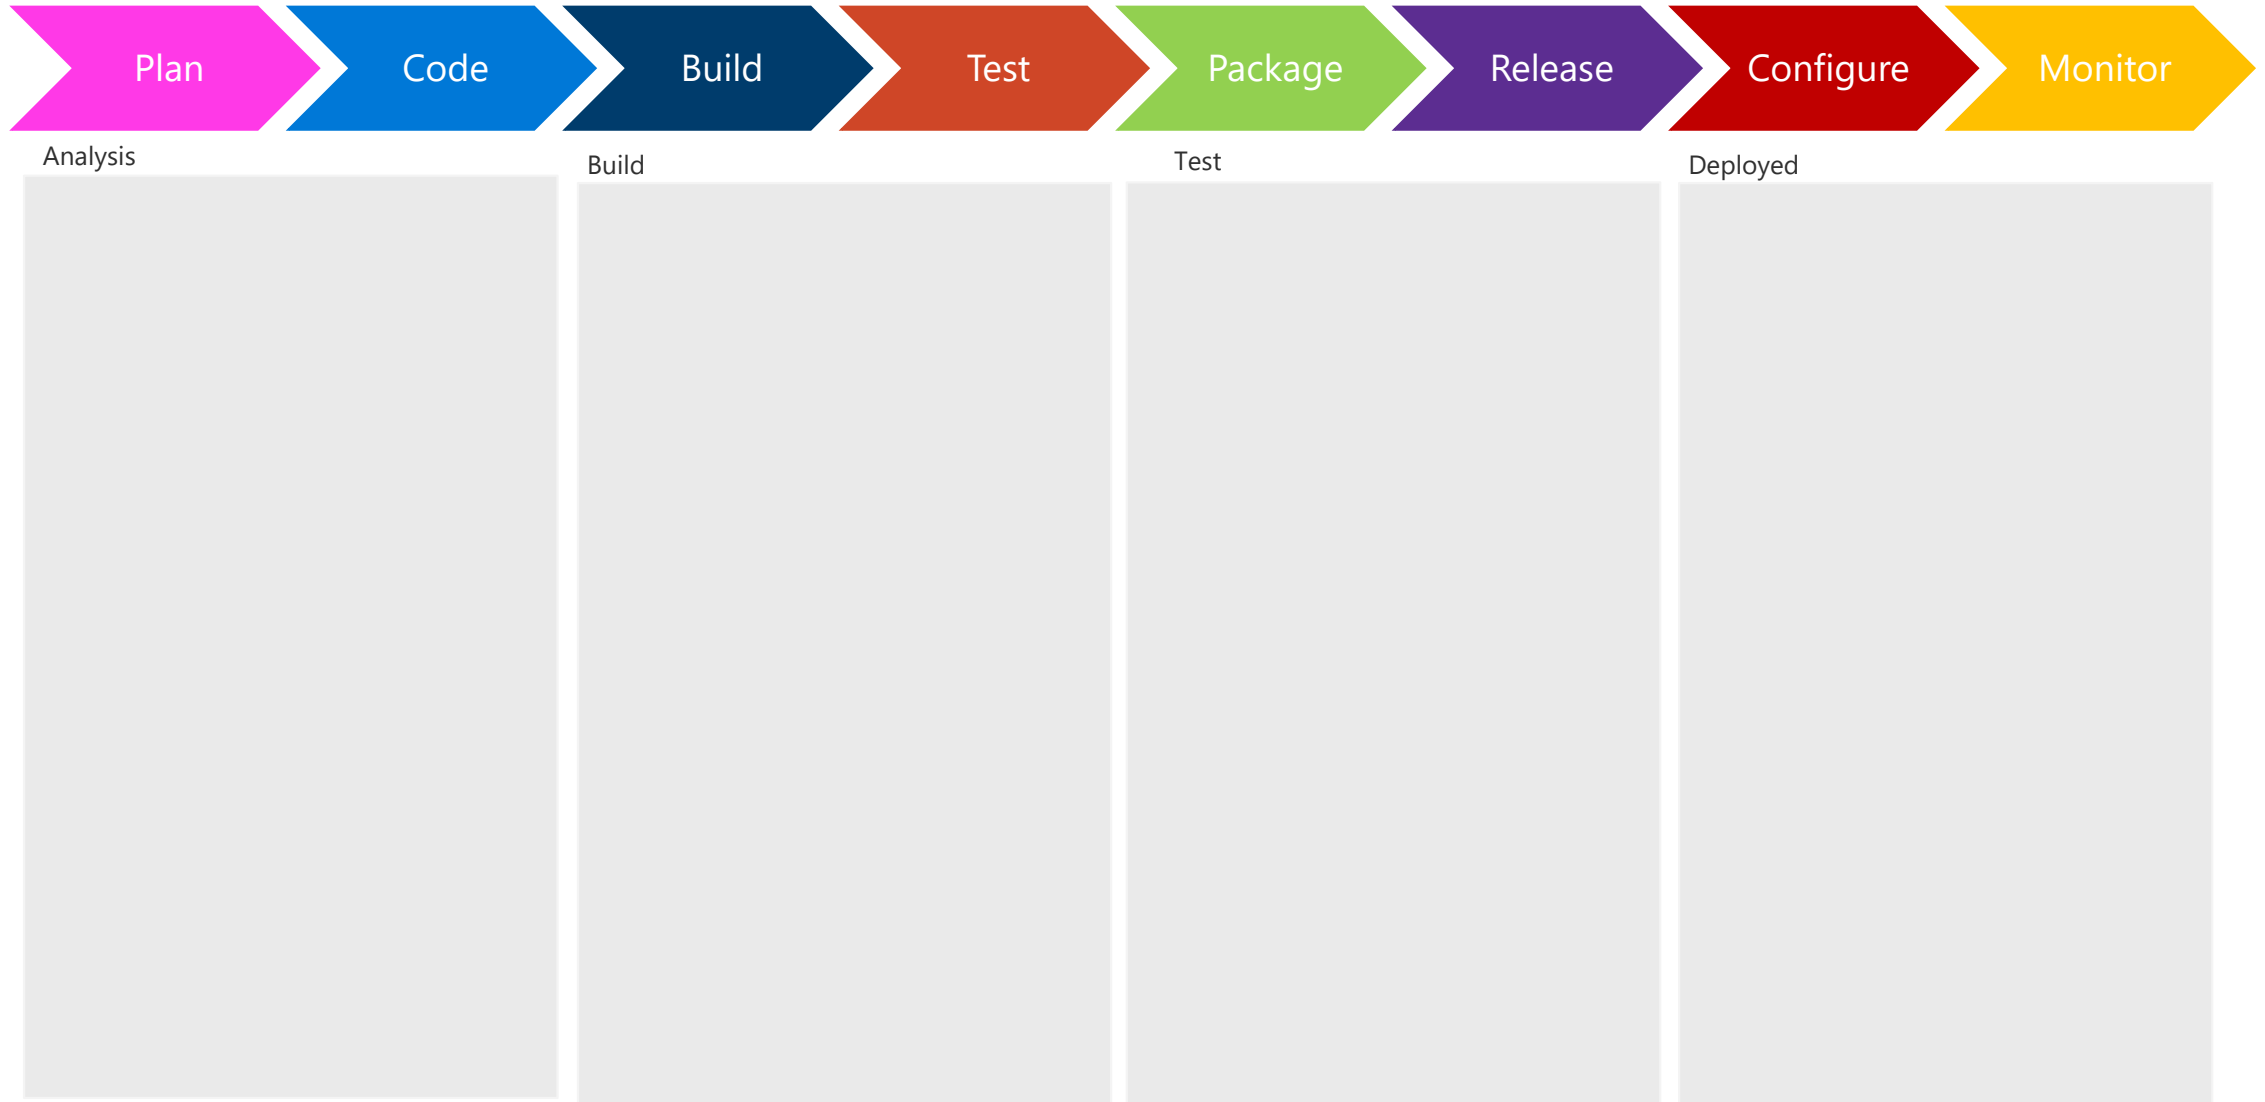 Plan
Code
Build
Test
Package
Release
Configure
Monitor
Analysis
Build
Test
Deployed